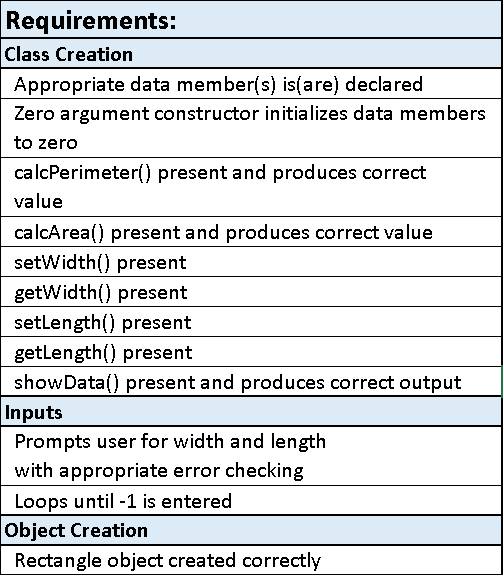 Requirements:
Class Creation
Appropriate data member(s) is(are) declared
Zero argument constructor initializes data members
to zero
calcPerimeter() present and produces correct
value
calcArea() present and produces correct value
setWidth() present
getWidth() present
setLength() present
getLength() present
showData() present and produces correct output
Inputs
Prompts user for width and length
with appropriate error checking
Loops until -1 is entered
Object Creation
Rectangle object created correctly